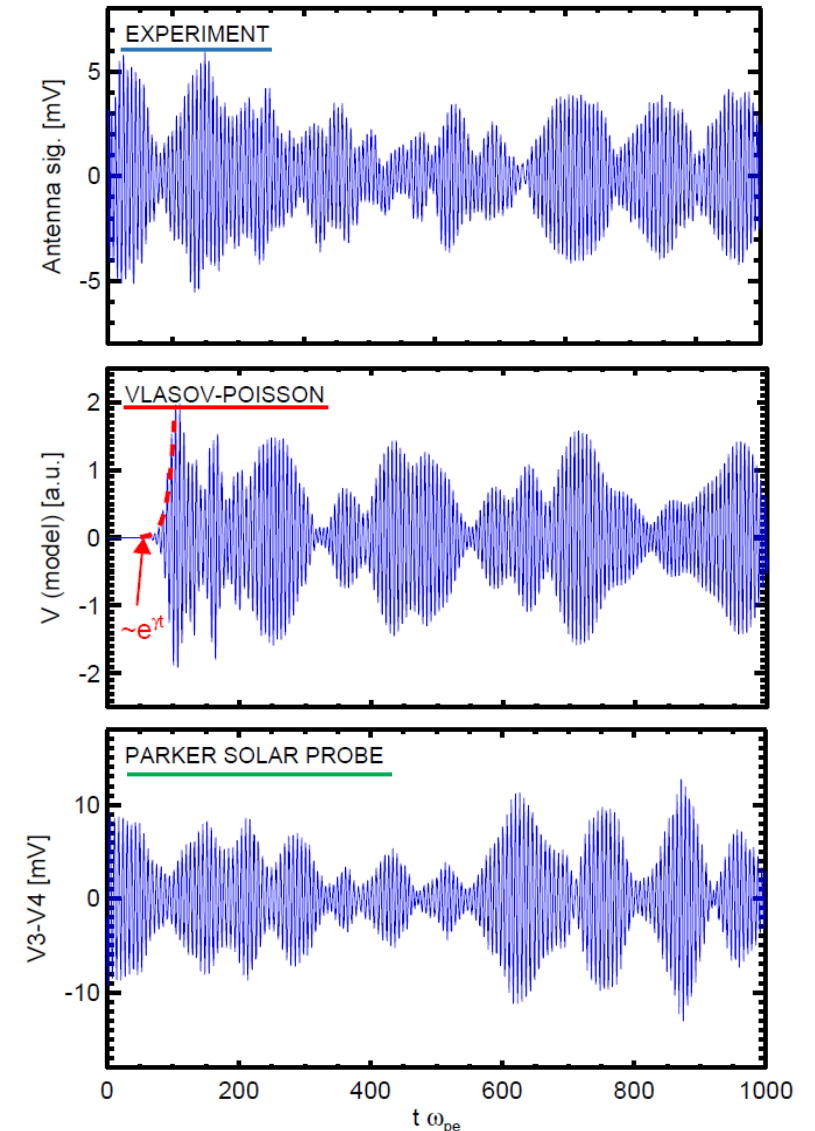 EXPERIMENT
Antenna sig. [mV]
5
0
-5
VLASOV-POISSON
V (model) [a.u.]
2
1
0
-1
-2
~e^γt
PARKER SOLAR PROBE
V3-V4 [mV]
10
0
-10
0 200 400 600 800 1000
t ω_pe